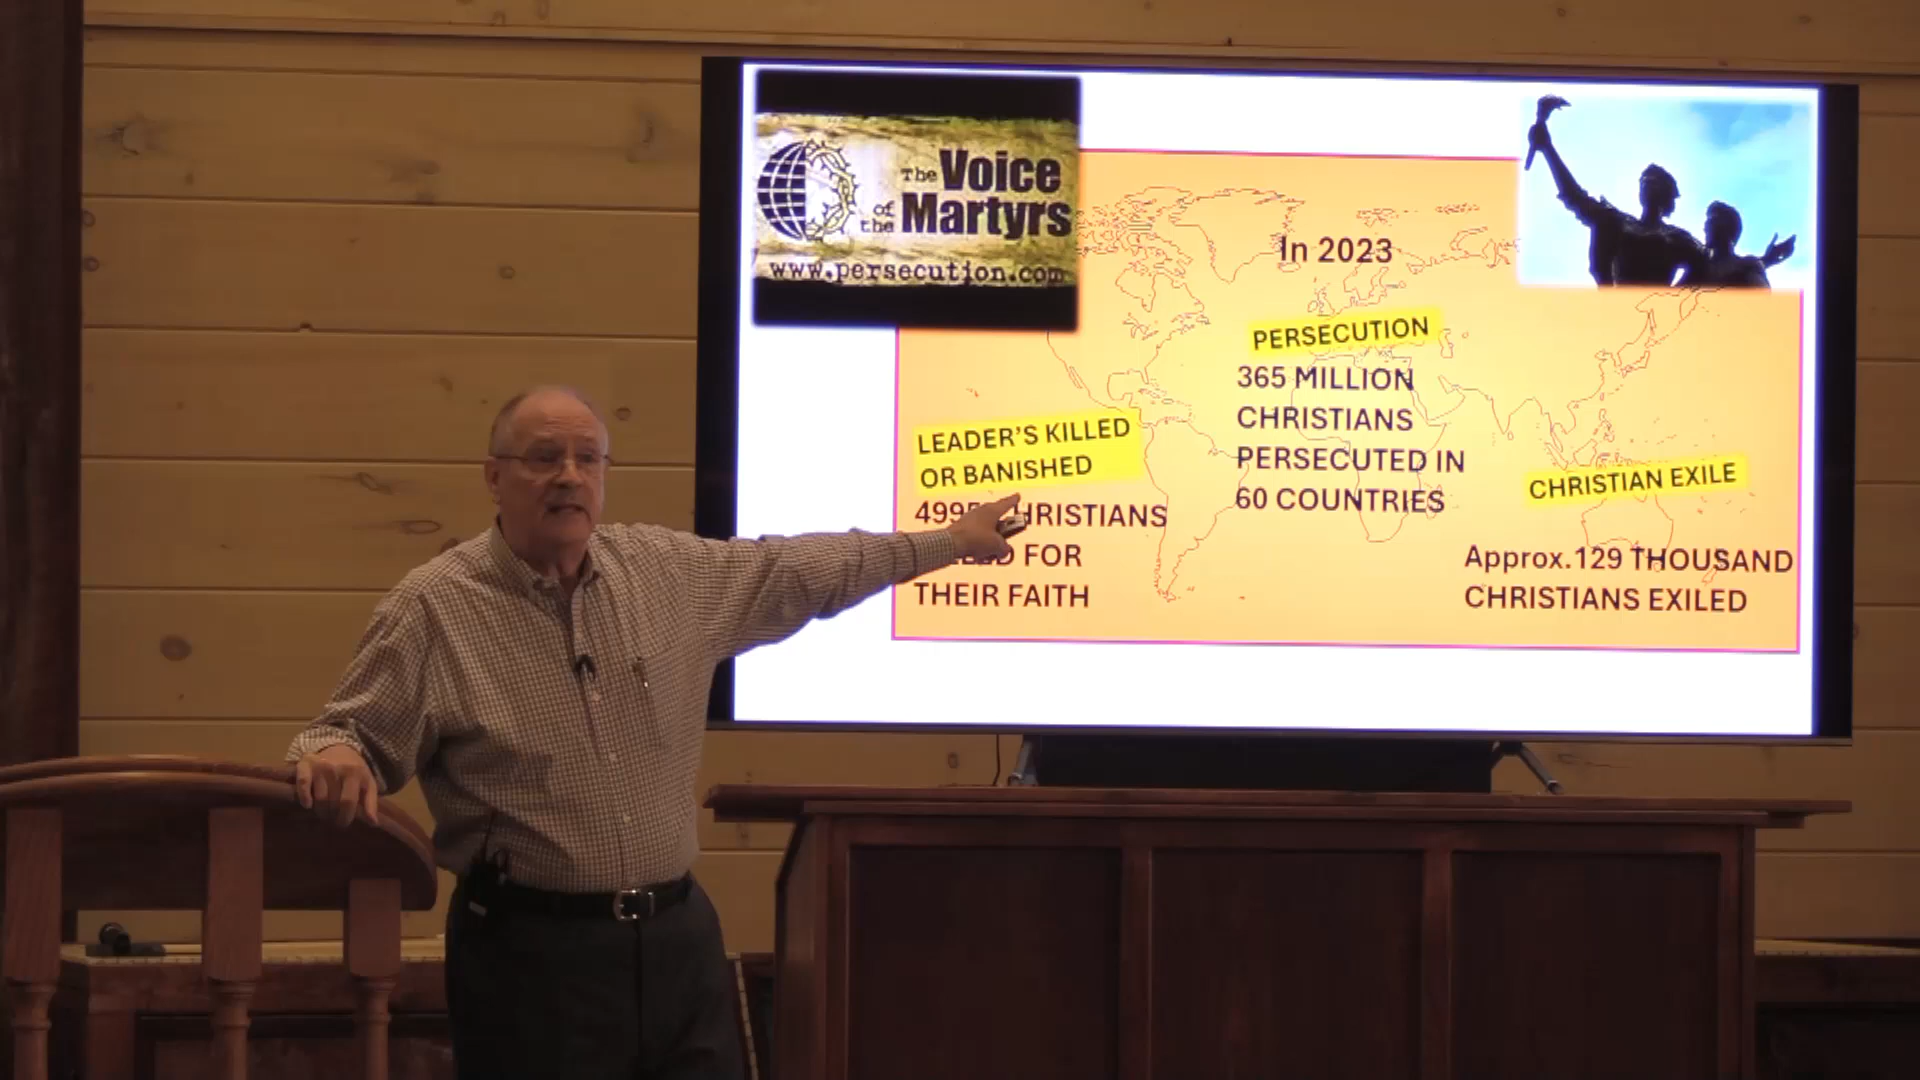 The Voice
of the Martyrs
www.persecution.com
In 2023
PERSECUTION
365 MILLION
CHRISTIANS
PERSECUTED IN
60 COUNTRIES
LEADER'S KILLED
OR BANISHED
CHRISTIANS
FOR
THEIR FAITH
CHRISTIAN EXILE
Approx.129 THOUSAND
CHRISTIANS EXILED